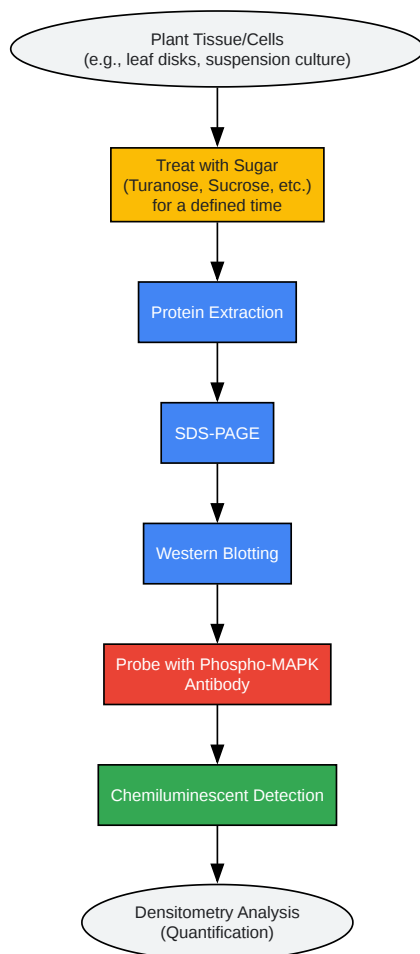 Plant Tissue/Cells
(e.g., leaf disks, suspension culture)
Treat with Sugar
(Turanose, Sucrose, etc.)
for a defined time
Protein Extraction
SDS-PAGE
Western Blotting
Probe with Phospho-MAPK
Antibody
Chemiluminescent Detection
Densitometry Analysis
(Quantification)